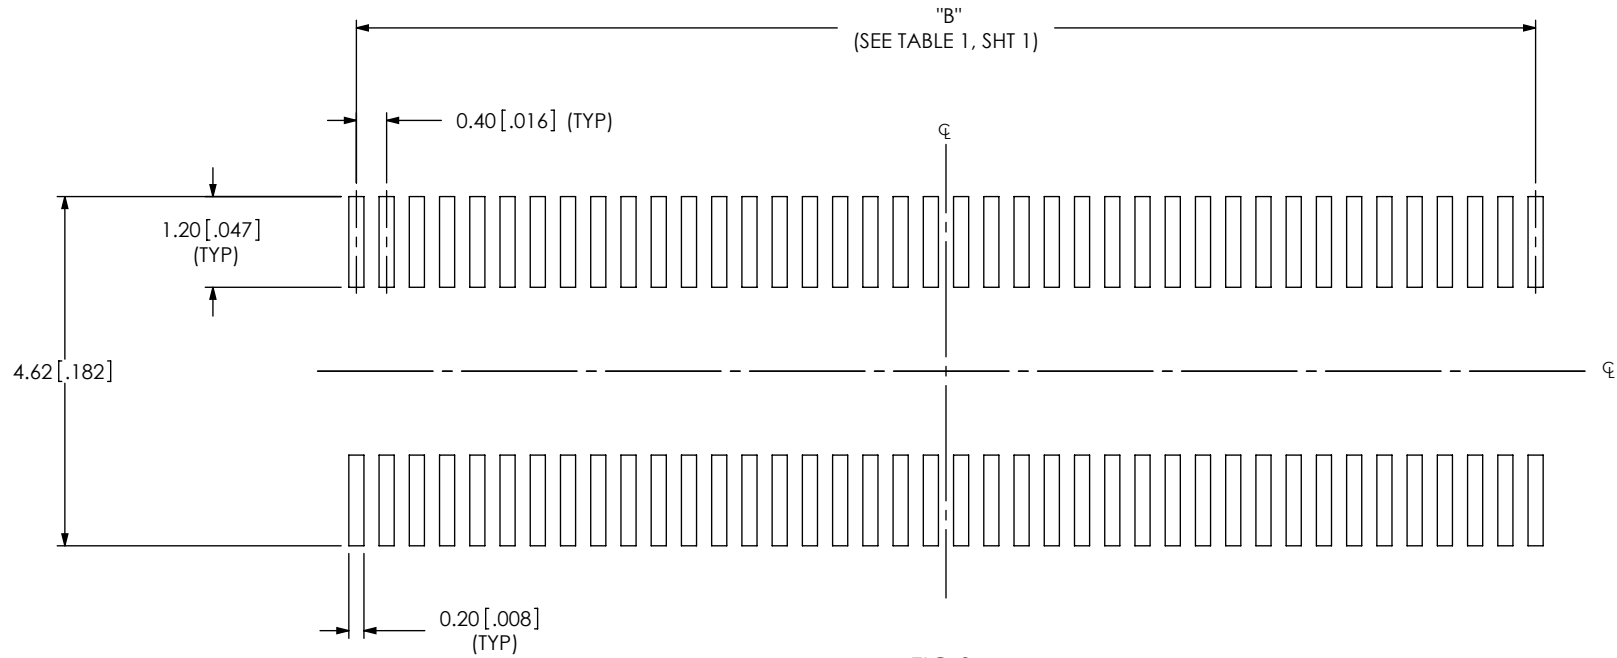 "B"
(SEE TABLE 1, SHT 1)
0.40 [.016] (TYP)
℄
1.20 [.047]
(TYP)
4.62 [.182]
℄
0.20 [.008]
(TYP)